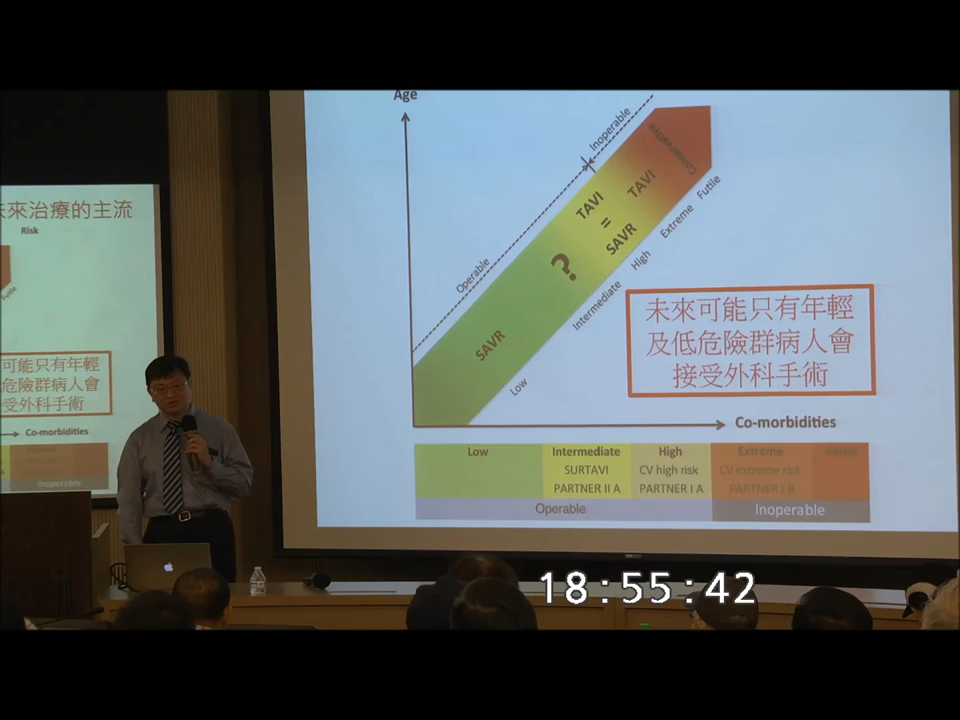 未來治療的主流
Risk
Futile
可能只有年輕
危險群病人會
受外科手術
Co-morbidities
Inoperable
Age
Inoperable
Conservative
TAVI
TAVI
=
SAVR
Futile
Extreme
High
Operable
?
Intermediate
SAVR
Low
未來可能只有年輕
及低危險群病人會
接受外科手術
Co-morbidities
Low Intermediate High Extreme Futile
SURTAVI CV high risk CV extreme risk
PARTNER II A PARTNER I A PARTNER I B
Operable Inoperable
18:55:42